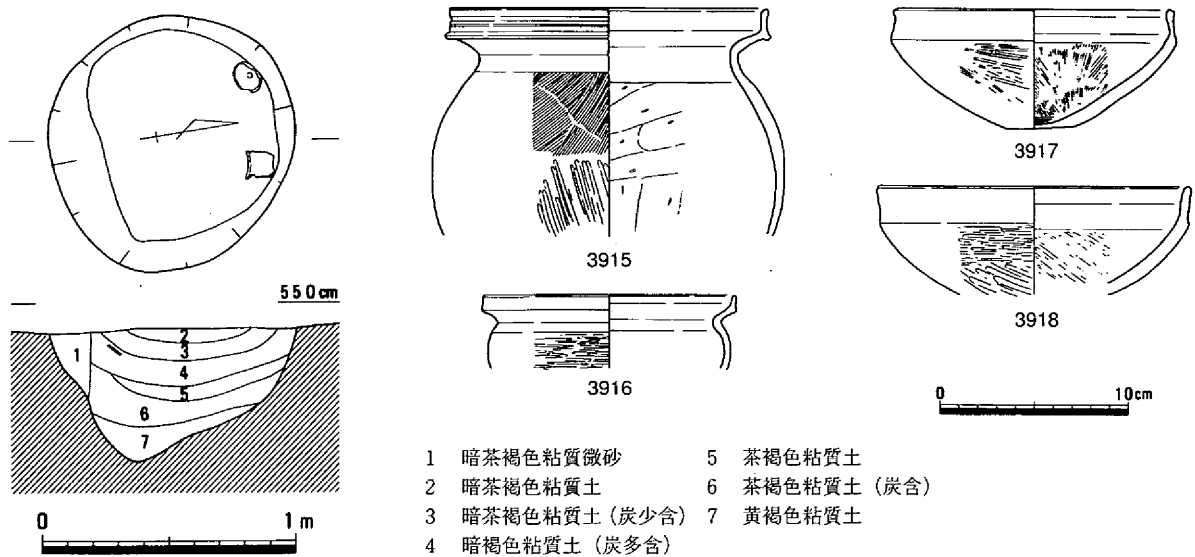 550cm
1
2
3
4
5
6
7
0 1m
3915
3916
3917
3918
0 10cm
1 暗茶褐色粘質微砂
2 暗茶褐色粘質土
3 暗茶褐色粘質土（炭少含）
4 暗褐色粘質土（炭多含）
5 茶褐色粘質土
6 茶褐色粘質土（炭含）
7 黄褐色粘質土